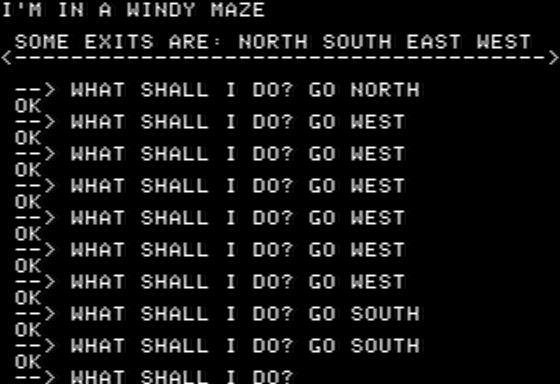 I'M IN A WINDY MAZE
SOME EXITS ARE: NORTH SOUTH EAST WEST
<-------------------------------------->
--> WHAT SHALL I DO? GO NORTH
OK
--> WHAT SHALL I DO? GO WEST
OK
--> WHAT SHALL I DO? GO WEST
OK
--> WHAT SHALL I DO? GO WEST
OK
--> WHAT SHALL I DO? GO WEST
OK
--> WHAT SHALL I DO? GO WEST
OK
--> WHAT SHALL I DO? GO WEST
OK
--> WHAT SHALL I DO? GO SOUTH
OK
--> WHAT SHALL I DO? GO SOUTH
OK
--> WHAT SHALL I DO?